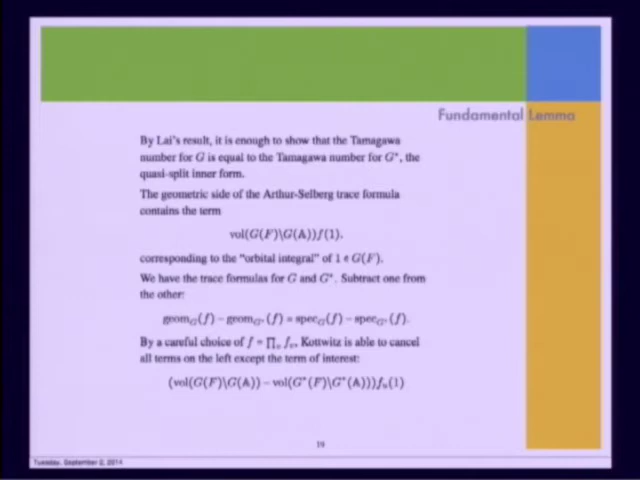 Fundamental Lemma
By Lai's result, it is enough to show that the Tamagawa
number for G is equal to the Tamagawa number for G*, the
quasi-split inner form.
The geometric side of the Arthur-Selberg trace formula
contains the term
vol(G(F)\G(A))f(1).
corresponding to the "orbital integral" of 1 ∈ G(F).
We have the trace formulas for G and G*. Subtract one from
the other:
geom_G(f) − geom_G*(f) = spec_G(f) − spec_G*(f).
By a careful choice of f = ∏_v f_v, Kottwitz is able to cancel
all terms on the left except the term of interest:
(vol(G(F)\G(A)) − vol(G*(F)\G*(A)))f_u(1)
Tuesday, September 2, 2014